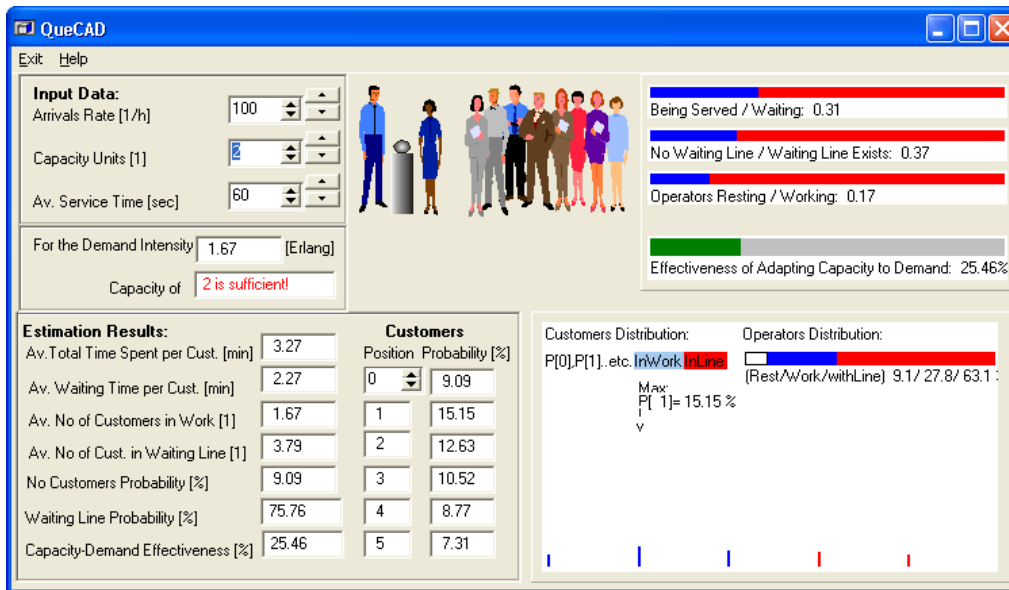 QueCAD
Exit Help
Input Data:
Arrivals Rate [1/h] 100
Capacity Units [1] 2
Av. Service Time [sec] 60
For the Demand Intensity 1.67 [Erlang]
Capacity of 2 is sufficient!
Being Served / Waiting: 0.31
No Waiting Line / Waiting Line Exists: 0.37
Operators Resting / Working: 0.17
Effectiveness of Adapting Capacity to Demand: 25.46%
Estimation Results:
Av.Total Time Spent per Cust. [min] 3.27
Av. Waiting Time per Cust. [min] 2.27
Av. No of Customers in Work [1] 1.67
Av. No of Cust. in Waiting Line [1] 3.79
No Customers Probability [%] 9.09
Waiting Line Probability [%] 75.76
Capacity-Demand Effectiveness [%] 25.46
Customers
Position Probability [%]
0 9.09
1 15.15
2 12.63
3 10.52
4 8.77
5 7.31
Customers Distribution:
P[0],P[1]..etc. InWork InLine
Max:
P[ 1]= 15.15 %
Operators Distribution:
(Rest/Work/withLine) 9.1/ 27.8/ 63.1